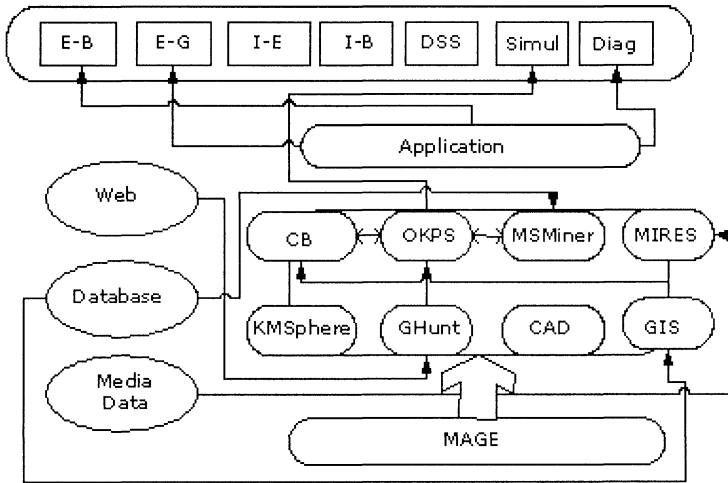 E-B E-G I-E I-B DSS Simul Diag
Application
Web
CB OKPS MSMiner MIRES
Database
KMSphere GHunt CAD GIS
Media
Data
MAGE